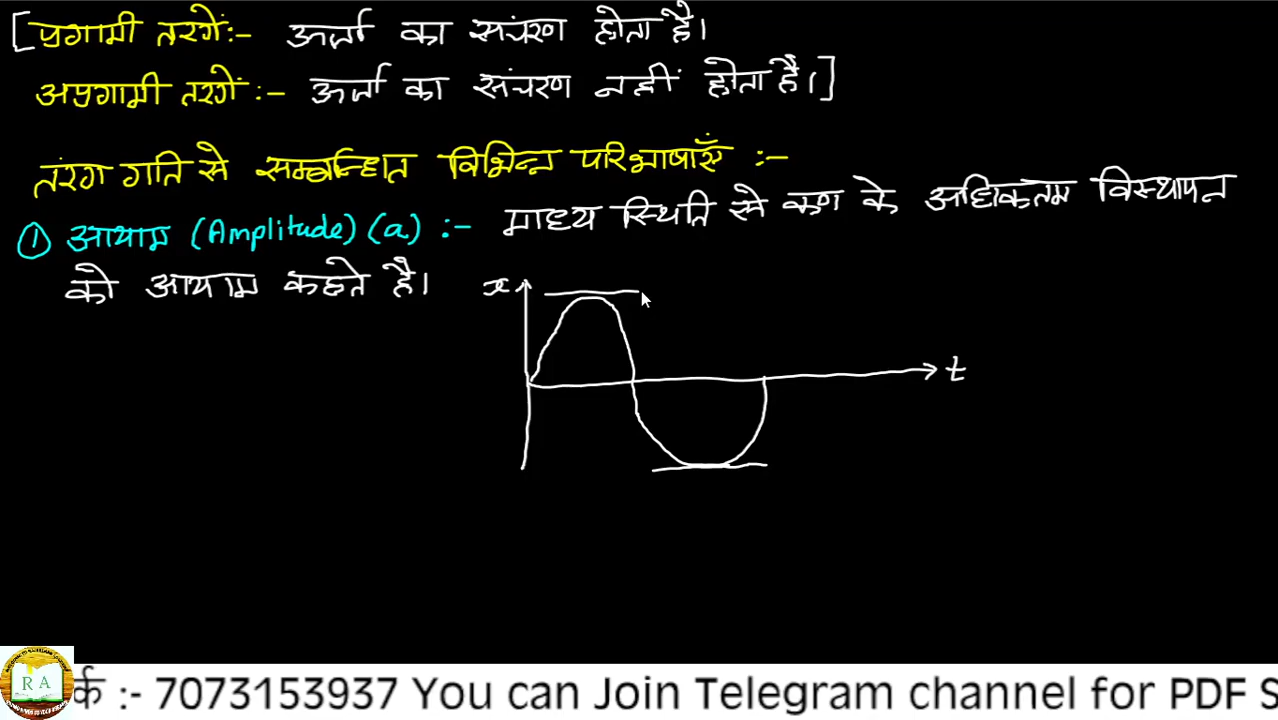 [प्रगामी तरंगें:- ऊर्जा का संचरण होता है।
अप्रगामी तरंगें :- ऊर्जा का संचरण नहीं होता है।]
तरंग गति से सम्बन्धित विभिन्न परिभाषाएँ :-
① आयाम (Amplitude) (a) :- माध्य स्थिति से कण के अधिकतम विस्थापन
को आयाम कहते है।
x
t
R A
र्क :- 7073153937 You can Join Telegram channel for PDF S